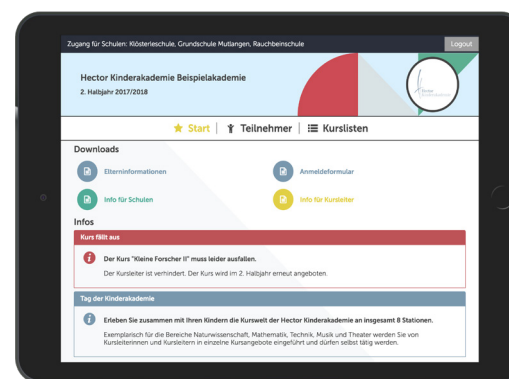 Zugang für Schulen: Klösterleschule, Grundschule Mutlangen, Rauchbeinschule
Logout
Hector Kinderakademie Beispielakademie
2. Halbjahr 2017/2018
Start
Teilnehmer
Kurslisten
Downloads
Elterninformationen
Anmeldeformular
Info für Schulen
Info für Kursleiter
Infos
Kurs fällt aus
Der Kurs "Kleine Forscher II" muss leider ausfallen.
Der Kursleiter ist verhindert. Der Kurs wird im 2. Halbjahr erneut angeboten.
Tag der Kinderakademie
Erleben Sie zusammen mit Ihren Kindern die Kurswelt der Hector Kinderakademie an insgesamt 8 Stationen.
Exemplarisch für die Bereiche Naturwissenschaft, Mathematik, Technik, Musik und Theater werden Sie von
Kursleiterinnen und Kursleitern in einzelne Kursangebote eingeführt und dürfen selbst tätig werden.